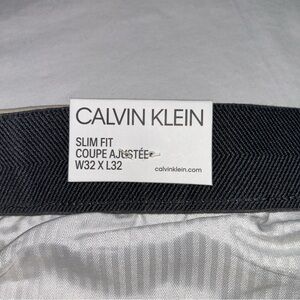 CALVIN KLEIN
SLIM FIT
COUPE AJUSTÉE
W32 X L32
calvinklein.com